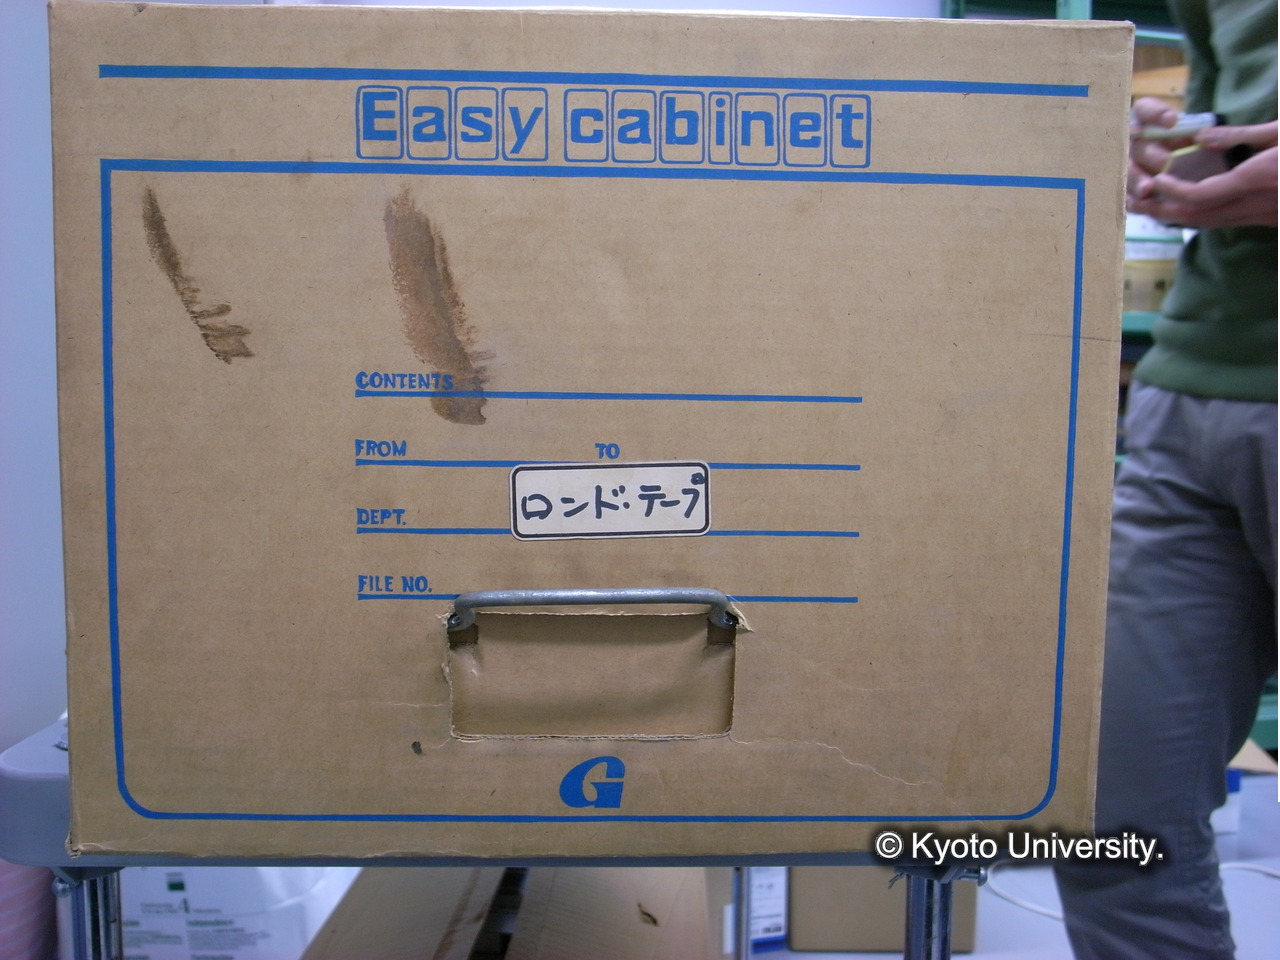 Easy cabinet
CONTENTS
FROM TO
ロンド・テープ
DEPT.
FILE NO.
G
© Kyoto University.